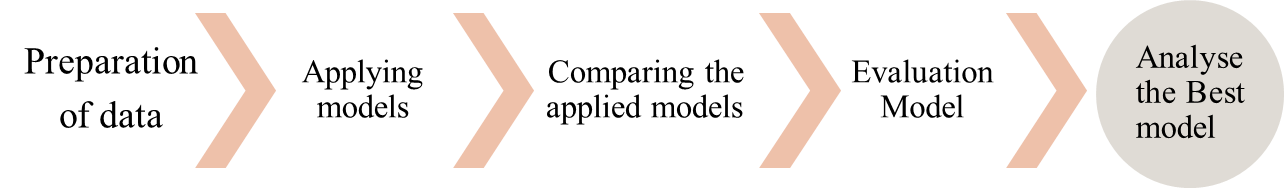 Preparation
of data
Applying
models
Comparing the
applied models
Evaluation
Model
Analyse
the Best
model